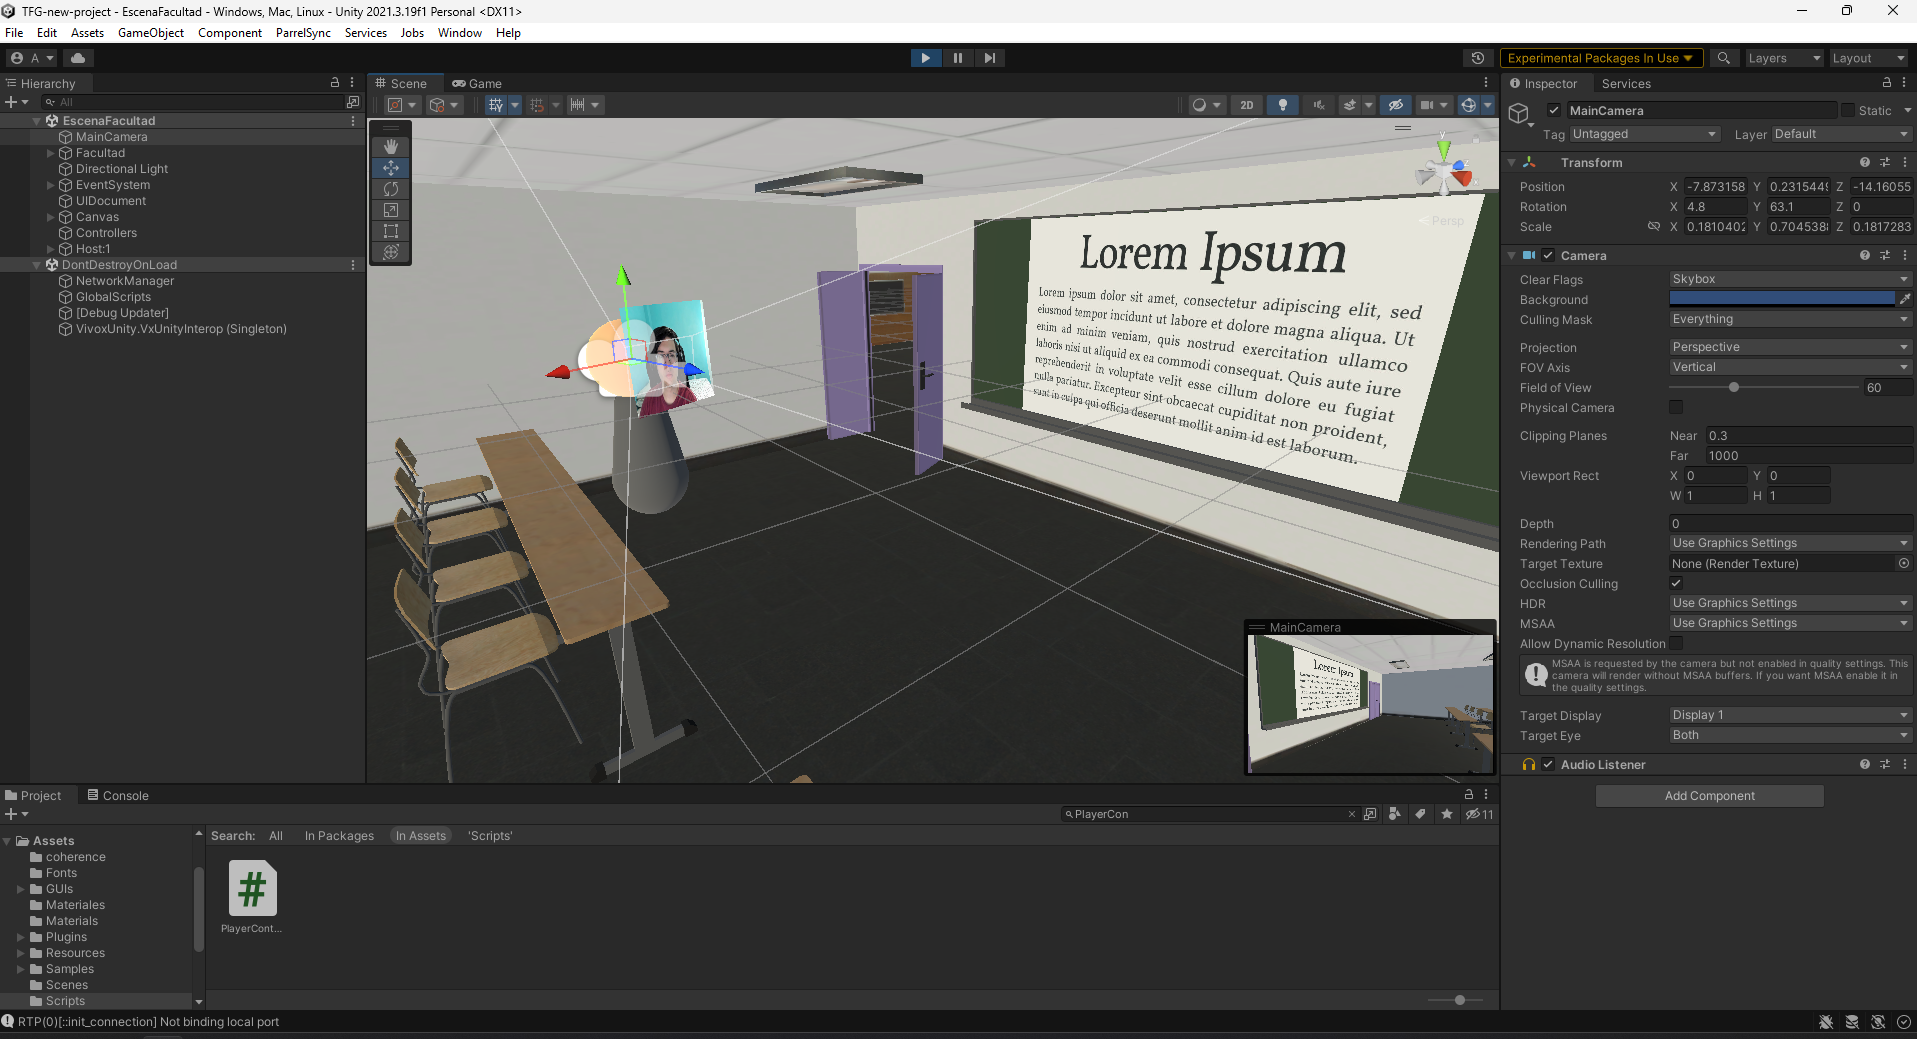 TFG-new-project - EscenaFacultad - Windows, Mac, Linux - Unity 2021.3.19f1 Personal <DX11>
File Edit Assets GameObject Component ParrelSync Services Jobs Window Help
A Experimental Packages In Use Layers Layout
Hierarchy
All
EscenaFacultad
MainCamera
Facultad
Directional Light
EventSystem
UIDocument
Canvas
Controllers
Host:1
DontDestroyOnLoad
NetworkManager
GlobalScripts
[Debug Updater]
VivoxUnity.VxUnityInterop (Singleton)
Scene Game
2D
y
Persp
Lorem Ipsum
Lorem ipsum dolor sit amet, consectetur adipiscing elit, sed
eiusmod tempor incidunt ut labore et dolore magna aliqua. Ut
enim ad minim veniam, quis nostrud exercitation ullamco
laboris nisi ut aliquid ex ea commodi consequat. Quis aute iure
reprehenderit in voluptate velit esse cillum dolore eu fugiat
nulla pariatur. Excepteur sint obcaecat cupiditat non proident,
sunt in culpa qui officia deserunt mollit anim id est laborum.
MainCamera
Lorem Ipsum
Inspector Services
MainCamera Static
Tag Untagged Layer Default
Transform
Position X -7.873158 Y 0.2315449 Z -14.16055
Rotation X 4.8 Y 63.1 Z 0
Scale X 0.1810402 Y 0.7045388 Z 0.1817283
Camera
Clear Flags Skybox
Background
Culling Mask Everything
Projection Perspective
FOV Axis Vertical
Field of View 60
Physical Camera
Clipping Planes Near 0.3
Far 1000
Viewport Rect X 0 Y 0
W 1 H 1
Depth 0
Rendering Path Use Graphics Settings
Target Texture None (Render Texture)
Occlusion Culling
HDR Use Graphics Settings
MSAA Use Graphics Settings
Allow Dynamic Resolution
MSAA is requested by the camera but not enabled in quality settings. This
camera will render without MSAA buffers. If you want MSAA enable it in
the quality settings.
Target Display Display 1
Target Eye Both
Audio Listener
Add Component
Project Console
PlayerCon 11
Assets
coherence
Fonts
GUIs
Materiales
Materials
Plugins
Resources
Samples
Scenes
Scripts
Search: All In Packages In Assets 'Scripts'
#
PlayerCont...
RTP(0)[::init_connection] Not binding local port